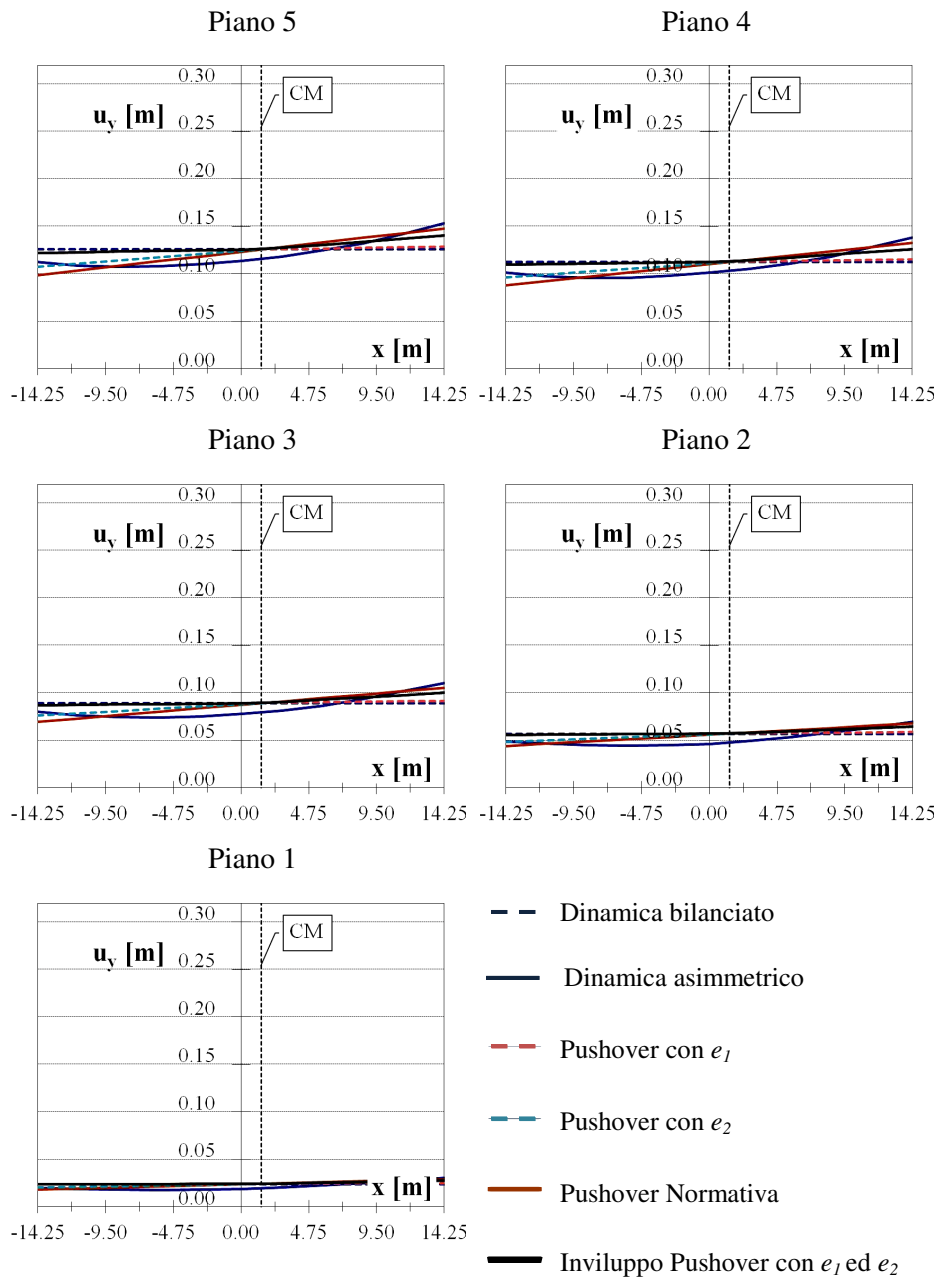 Piano 5
0.30
0.25
0.20
0.15
0.10
0.05
0.00
u_y [m]
CM
x [m]
-14.25 -9.50 -4.75 0.00 4.75 9.50 14.25
Piano 4
0.30
0.25
0.20
0.15
0.10
0.05
0.00
u_y [m]
CM
x [m]
-14.25 -9.50 -4.75 0.00 4.75 9.50 14.25
Piano 3
0.30
0.25
0.20
0.15
0.10
0.05
0.00
u_y [m]
CM
x [m]
-14.25 -9.50 -4.75 0.00 4.75 9.50 14.25
Piano 2
0.30
0.25
0.20
0.15
0.10
0.05
0.00
u_y [m]
CM
x [m]
-14.25 -9.50 -4.75 0.00 4.75 9.50 14.25
Piano 1
0.30
0.25
0.20
0.15
0.10
0.05
0.00
u_y [m]
CM
x [m]
-14.25 -9.50 -4.75 0.00 4.75 9.50 14.25
Dinamica bilanciato
Dinamica asimmetrico
Pushover con e_1
Pushover con e_2
Pushover Normativa
Inviluppo Pushover con e_1 ed e_2